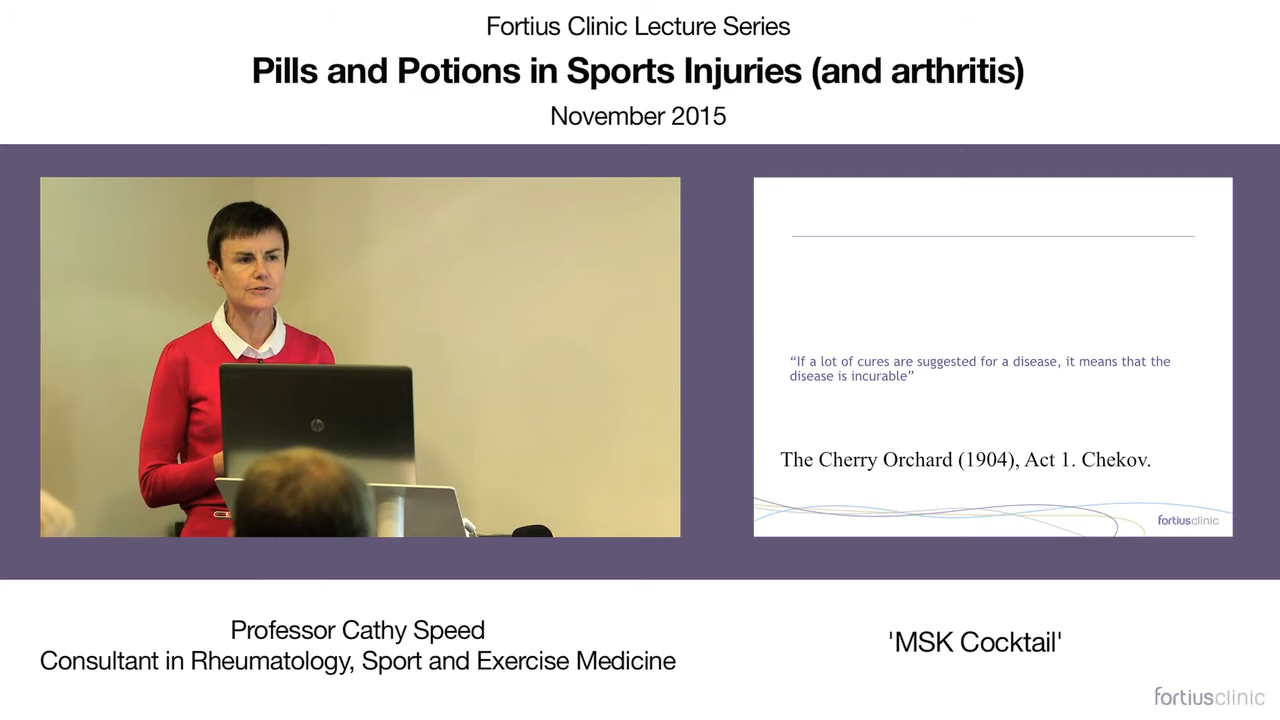 Fortius Clinic Lecture Series
Pills and Potions in Sports Injuries (and arthritis)
November 2015
hp
“If a lot of cures are suggested for a disease, it means that the
disease is incurable”
The Cherry Orchard (1904), Act 1. Chekov.
fortiusclinic
Professor Cathy Speed
Consultant in Rheumatology, Sport and Exercise Medicine
'MSK Cocktail'
fortiusclinic